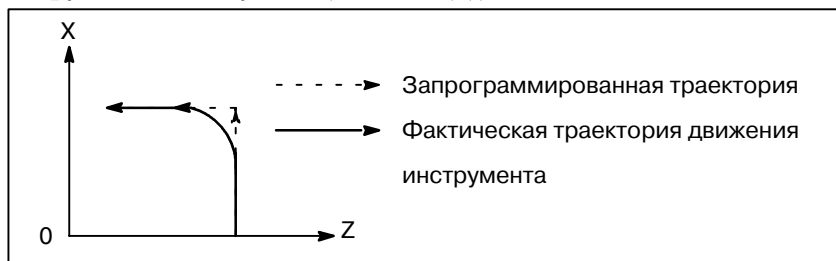 X
Запрограммированная траектория
Фактическая траектория движения
инструмента
0
Z